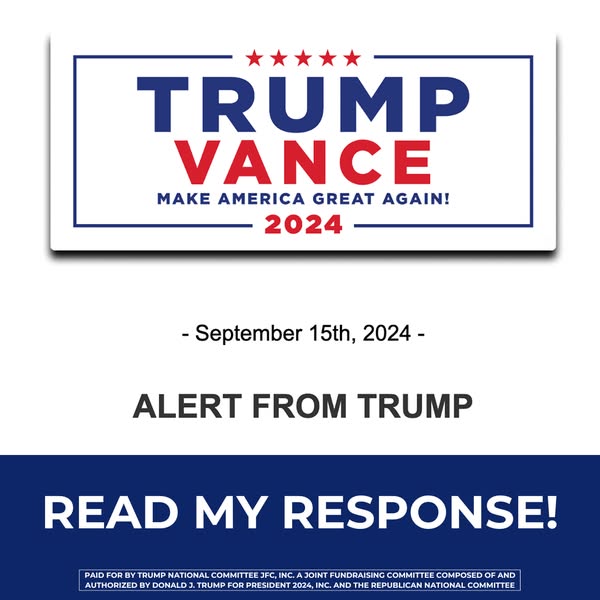 TRUMP
VANCE
MAKE AMERICA GREAT AGAIN!
2024
- September 15th, 2024 -
ALERT FROM TRUMP
READ MY RESPONSE!
PAID FOR BY TRUMP NATIONAL COMMITTEE JFC, INC. A JOINT FUNDRAISING COMMITTEE COMPOSED OF AND
AUTHORIZED BY DONALD J. TRUMP FOR PRESIDENT 2024, INC. AND THE REPUBLICAN NATIONAL COMMITTEE